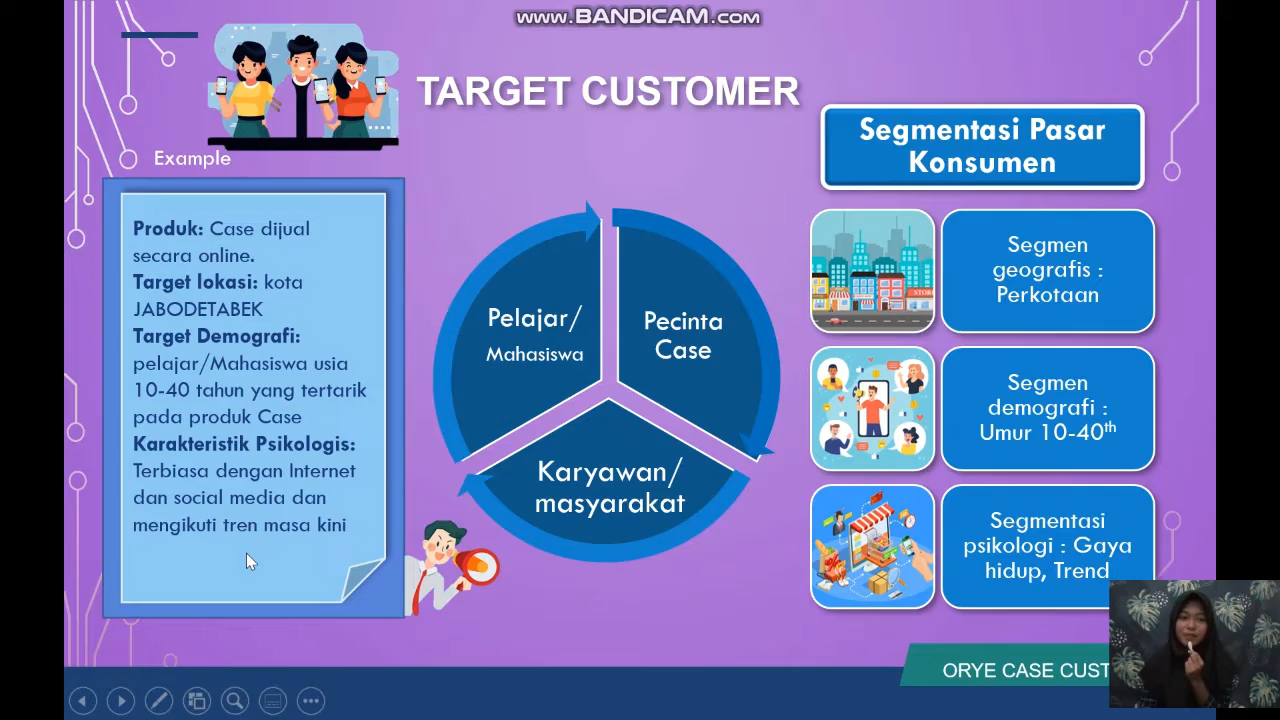 www.BANDICAM.com
TARGET CUSTOMER
Example
Produk: Case dijual
secara online.
Target lokasi: kota
JABODETABEK
Target Demografi:
pelajar/Mahasiswa usia
10-40 tahun yang tertarik
pada produk Case
Karakteristik Psikologis:
Terbiasa dengan Internet
dan social media dan
mengikuti tren masa kini
Pelajar/
Mahasiswa
Pecinta
Case
Karyawan/
masyarakat
Segmentasi Pasar
Konsumen
Segmen
geografis :
Perkotaan
Segmen
demografi :
Umur 10-40th
Segmentasi
psikologi : Gaya
hidup, Trend
ORYE CASE CUST